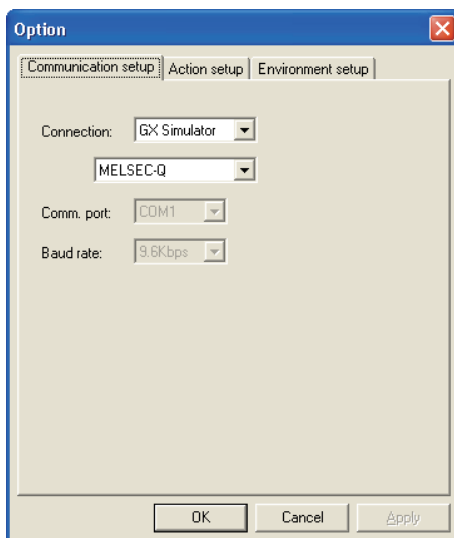 Option
Communication setup Action setup Environment setup
Connection: GX Simulator
MELSEC-Q
Comm. port: COM1
Baud rate: 9.6Kbps
OK Cancel Apply